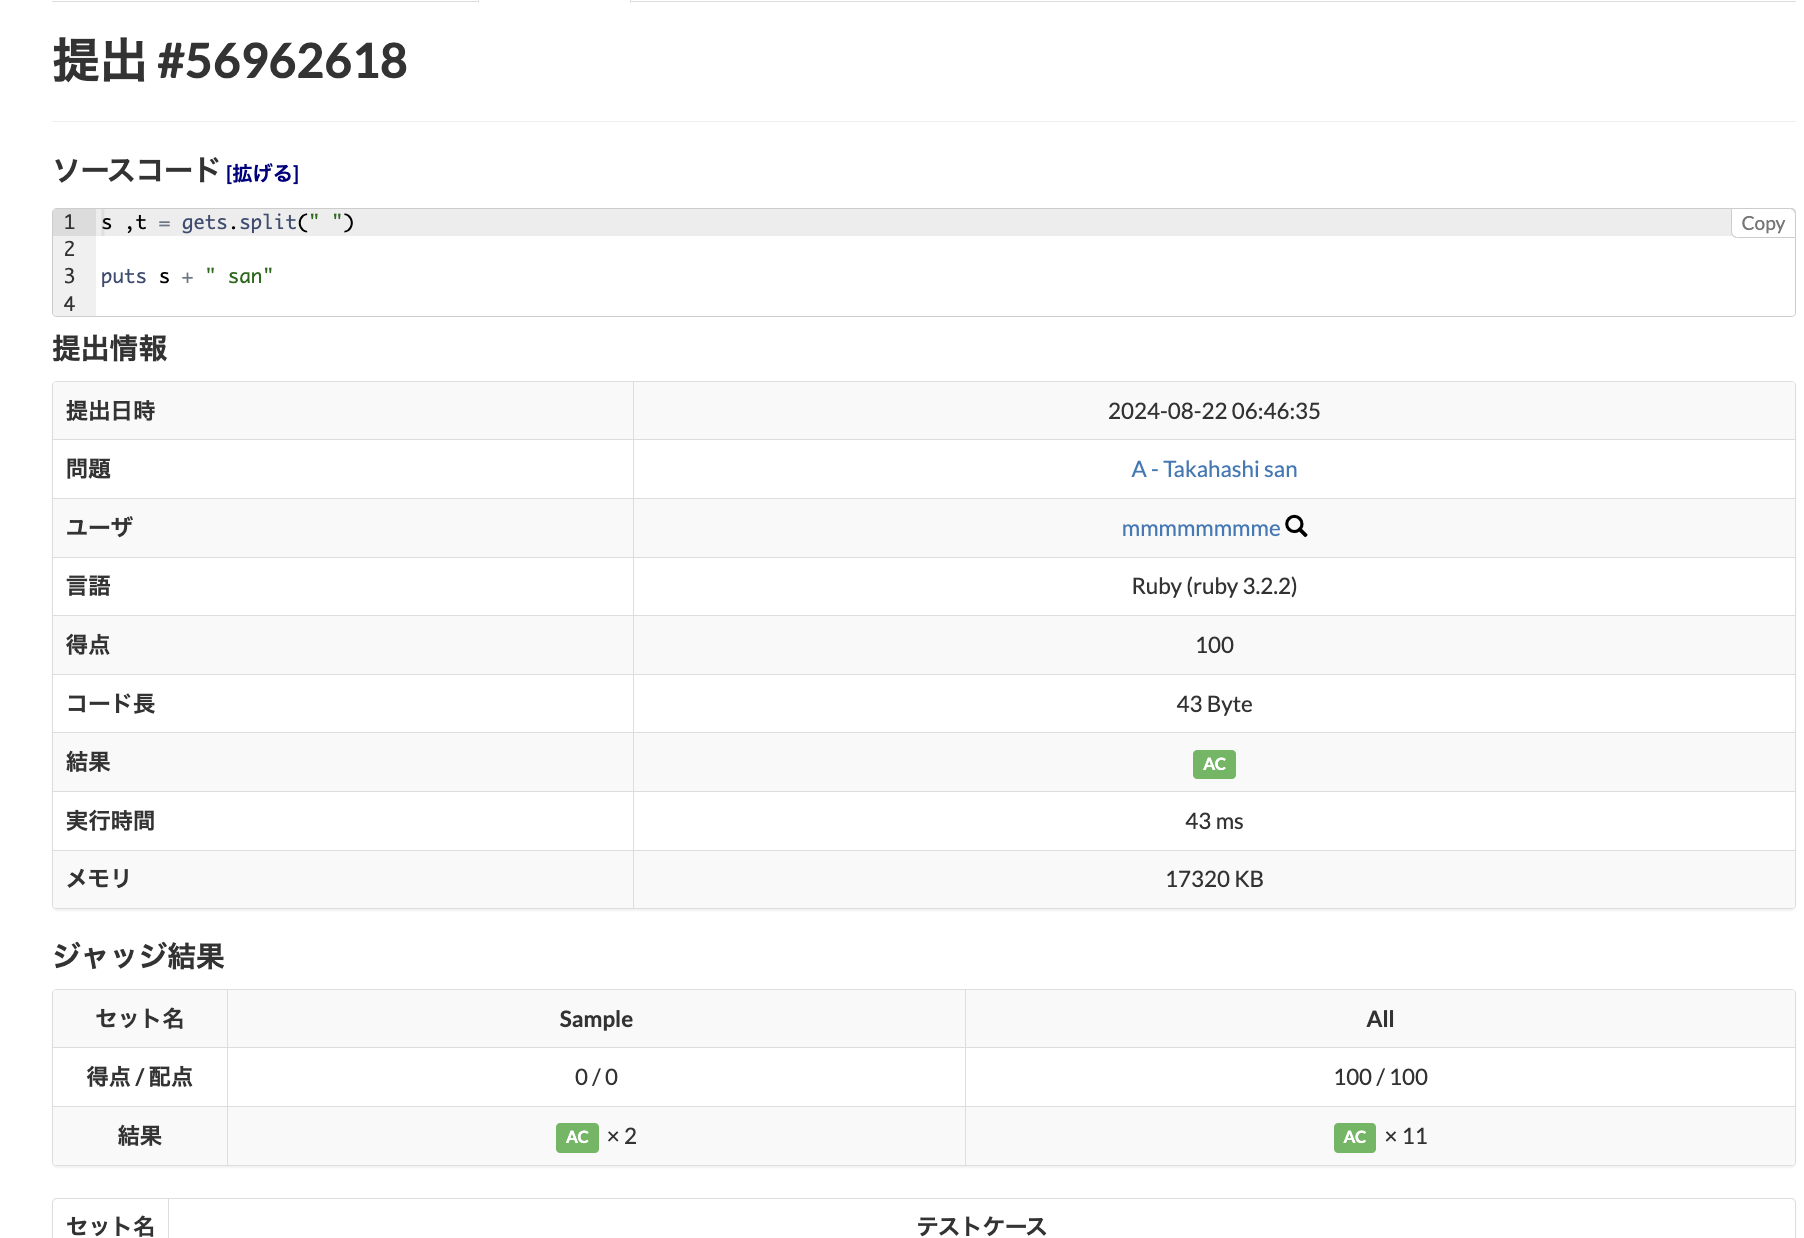 提出 #56962618
ソースコード [拡げる]
1 s ,t = gets.split(" ")
Copy
2
3 puts s + " san"
4
提出情報
提出日時 2024-08-22 06:46:35
問題 A - Takahashi san
ユーザ mmmmmmmme
言語 Ruby (ruby 3.2.2)
得点 100
コード長 43 Byte
結果 AC
実行時間 43 ms
メモリ 17320 KB
ジャッジ結果
セット名 Sample All
得点 / 配点 0 / 0 100 / 100
結果 AC × 2 AC × 11
セット名 テストケース